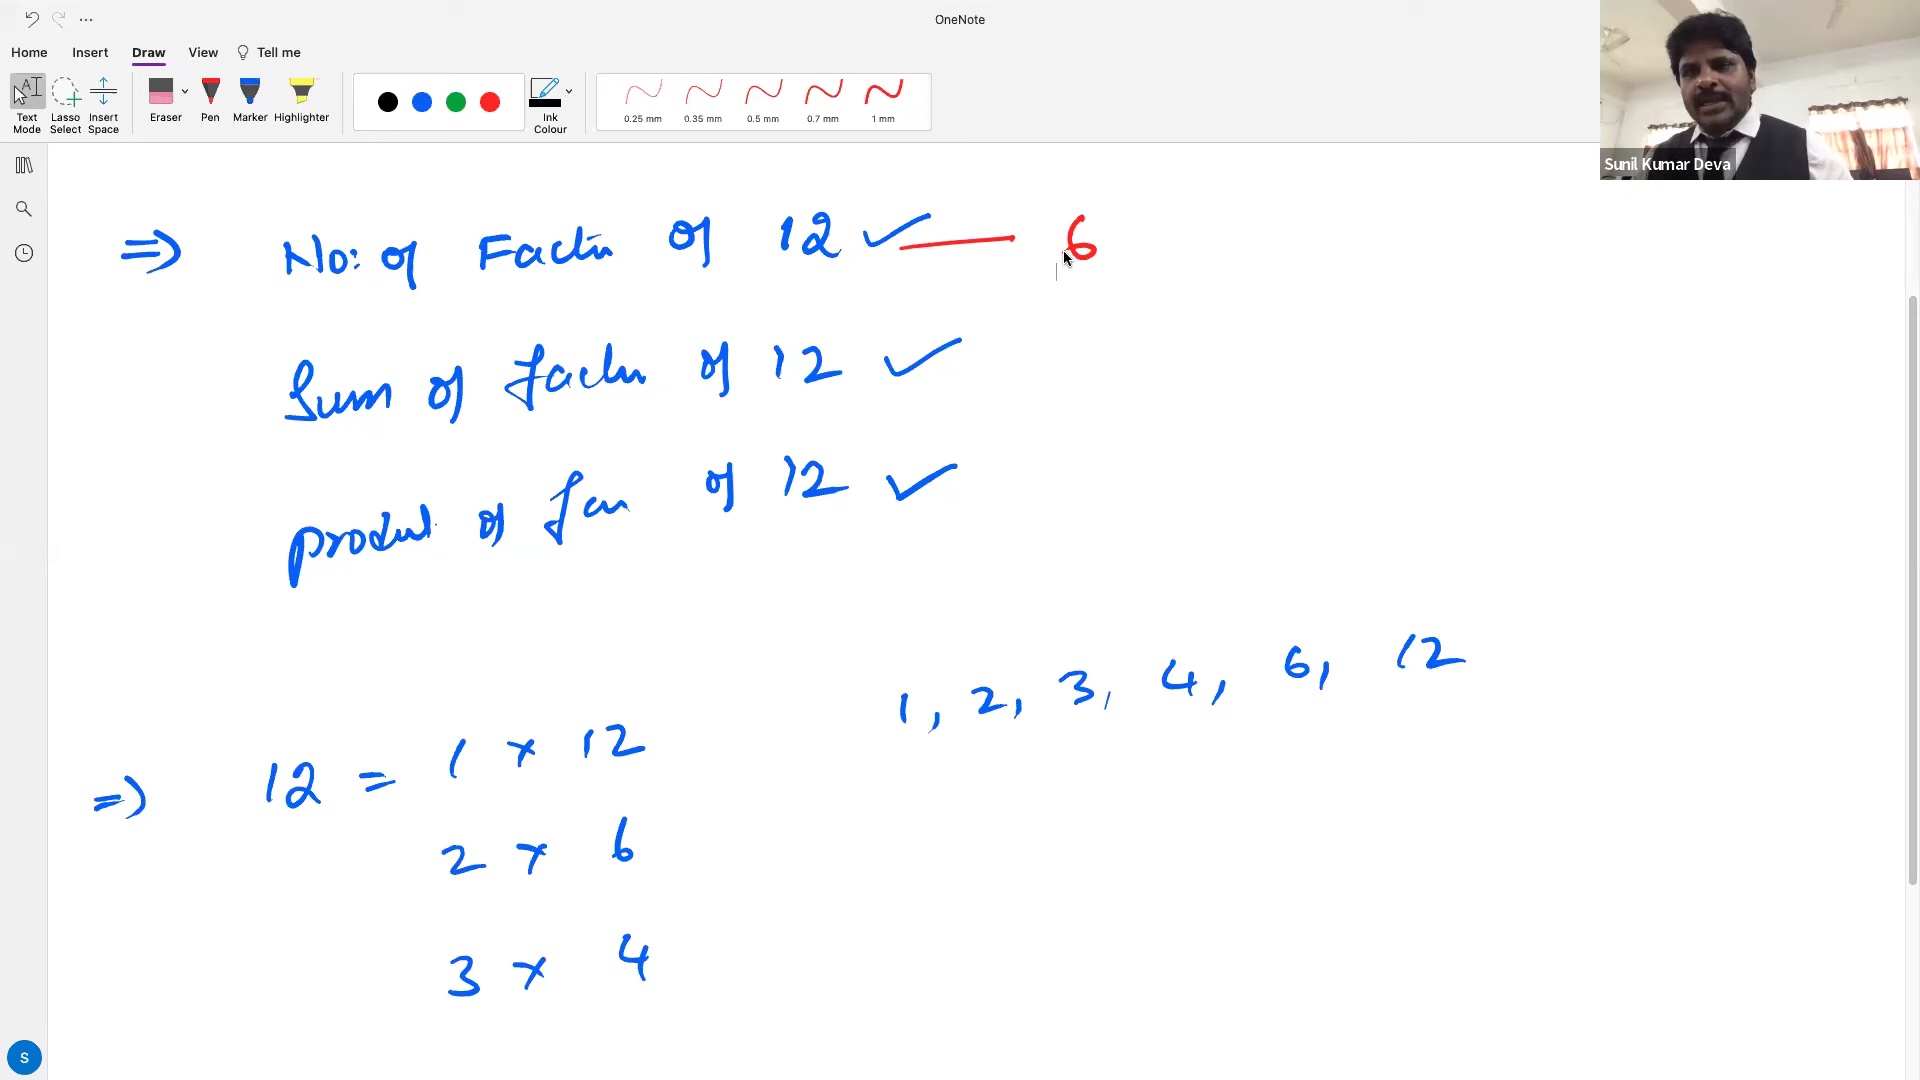 OneNote
Home Insert Draw View Tell me
Text Mode Lasso Select Insert Space Eraser Pen Marker Highlighter Ink Colour 0.25 mm 0.35 mm 0.5 mm 0.7 mm 1 mm
Sunil Kumar Deva
=> No: of Factr of 12 ✓ — 6
Sum of factr of 12 ✓
produt of fac of 12 ✓
1, 2, 3, 4, 6, 12
=> 12 = 1 x 12
2 x 6
3 x 4
S